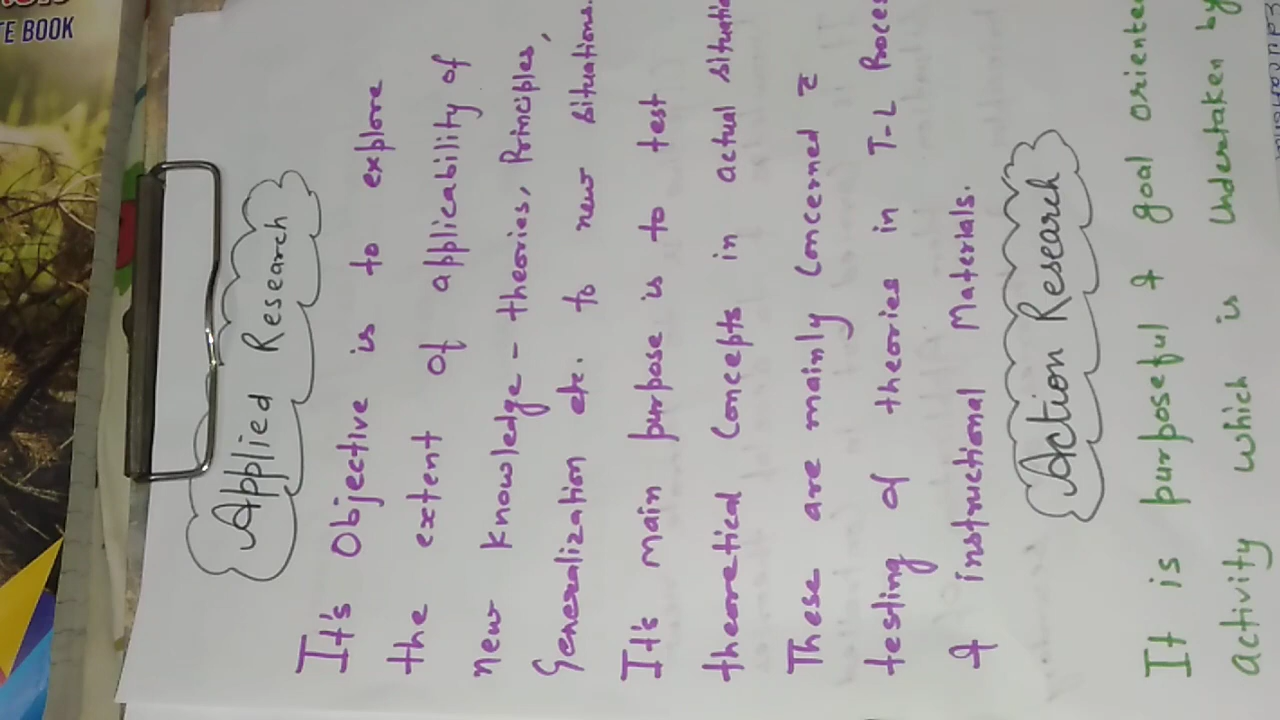 TE BOOK
Applied Research
It's Objective is to explore
the extent of applicability of
new knowledge - theories, Principles,
Generalization etc. to new situations.
It's main purpose is to test
theoretical Concepts in actual situatio
These are mainly Concerned c̄
testing of theories in T-L Proces
& instructional Materials.
Action Research
It is purposeful & goal oriente
activity which is undertaken by